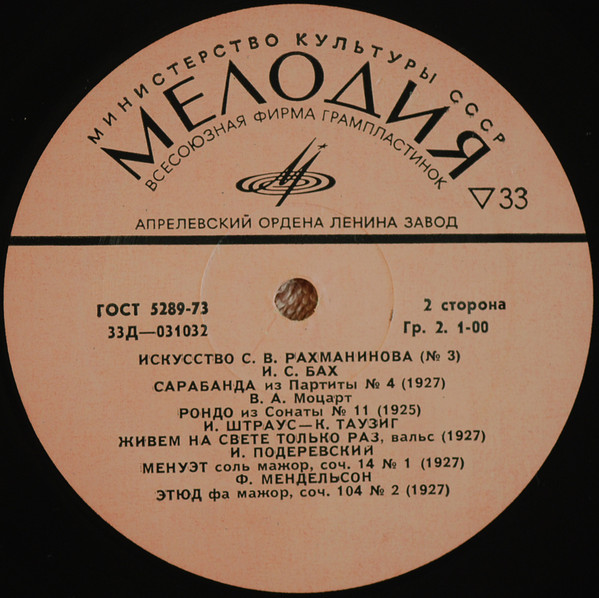 МИНИСТЕРСТВО КУЛЬТУРЫ СССР
МЕЛОДИЯ
ВСЕСОЮЗНАЯ ФИРМА ГРАМПЛАСТИНОК
▽33
АПРЕЛЕВСКИЙ ОРДЕНА ЛЕНИНА ЗАВОД
ГОСТ 5289-73
2 сторона
33Д—031032
Гр. 2. 1-00
ИСКУССТВО С. В. РАХМАНИНОВА (№ 3)
И. С. БАХ
САРАБАНДА из Партиты № 4 (1927)
В. А. Моцарт
РОНДО из Сонаты № 11 (1925)
И. ШТРАУС—К. ТАУЗИГ
ЖИВЕМ НА СВЕТЕ ТОЛЬКО РАЗ, вальс (1927)
И. ПОДЕРЕВСКИЙ
МЕНУЭТ соль мажор, соч. 14 № 1 (1927)
Ф. МЕНДЕЛЬСОН
ЭТЮД фа мажор, соч. 104 № 2 (1927)